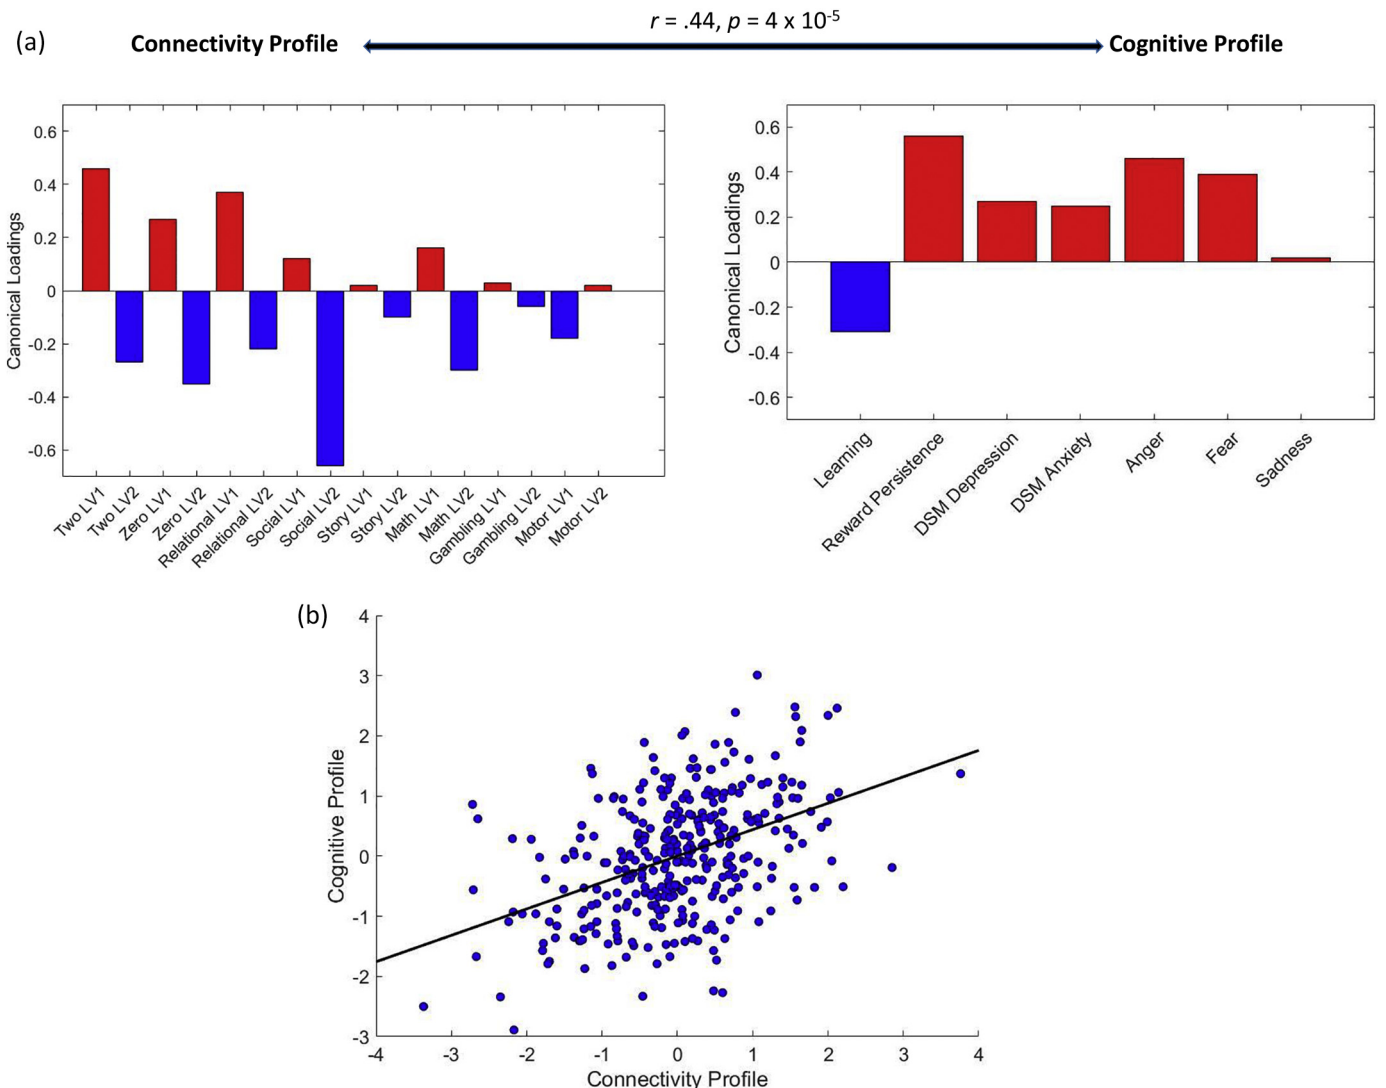 r = .44, p = 4 x 10-5
(a) Connectivity Profile Cognitive Profile
Canonical Loadings
0.6
0.4
0.2
0
-0.2
-0.4
-0.6
Two LV1
Two LV2
Zero LV1
Zero LV2
Relational LV1
Relational LV2
Social LV1
Social LV2
Story LV1
Story LV2
Math LV1
Math LV2
Gambling LV1
Gambling LV2
Motor LV1
Motor LV2
Canonical Loadings
0.6
0.4
0.2
0
-0.2
-0.4
-0.6
Learning
Reward Persistence
DSM Depression
DSM Anxiety
Anger
Fear
Sadness
(b)
Cognitive Profile
4
3
2
1
0
-1
-2
-3
-4 -3 -2 -1 0 1 2 3 4
Connectivity Profile